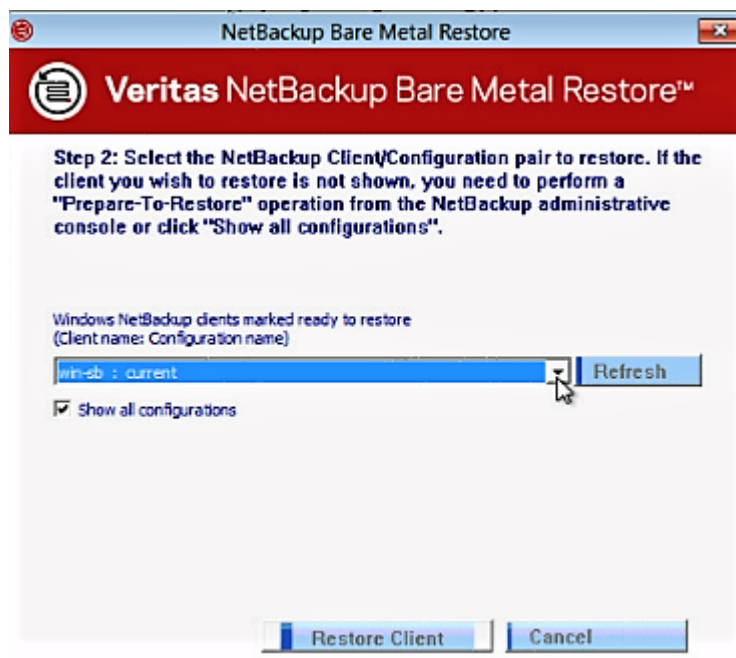 NetBackup Bare Metal Restore
Veritas NetBackup Bare Metal Restore™
Step 2: Select the NetBackup Client/Configuration pair to restore. If the
client you wish to restore is not shown, you need to perform a
"Prepare-To-Restore" operation from the NetBackup administrative
console or click "Show all configurations".
Windows NetBackup clients marked ready to restore
(Client name: Configuration name)
win-sb : current
Refresh
Show all configurations
Restore Client
Cancel